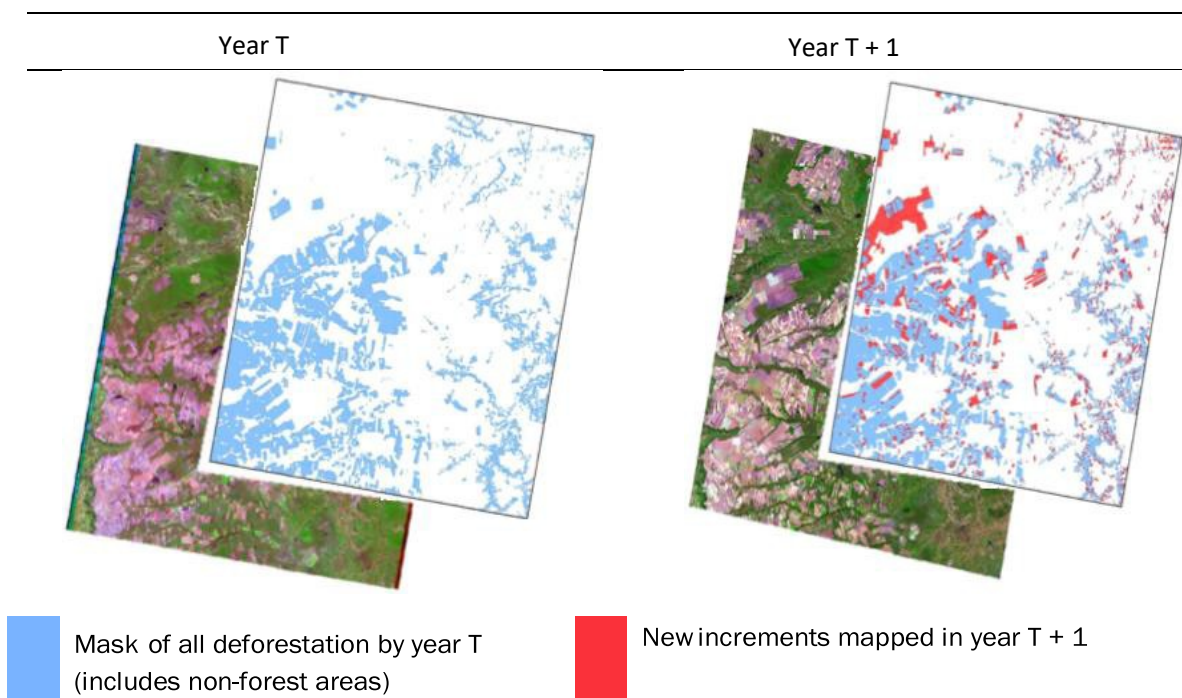 Year T
Year T + 1
Mask of all deforestation by year T
(includes non-forest areas)
New increments mapped in year T + 1